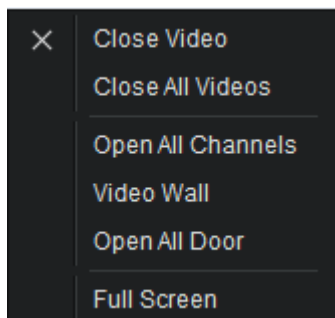 Close Video
Close All Videos
Open All Channels
Video Wall
Open All Door
Full Screen